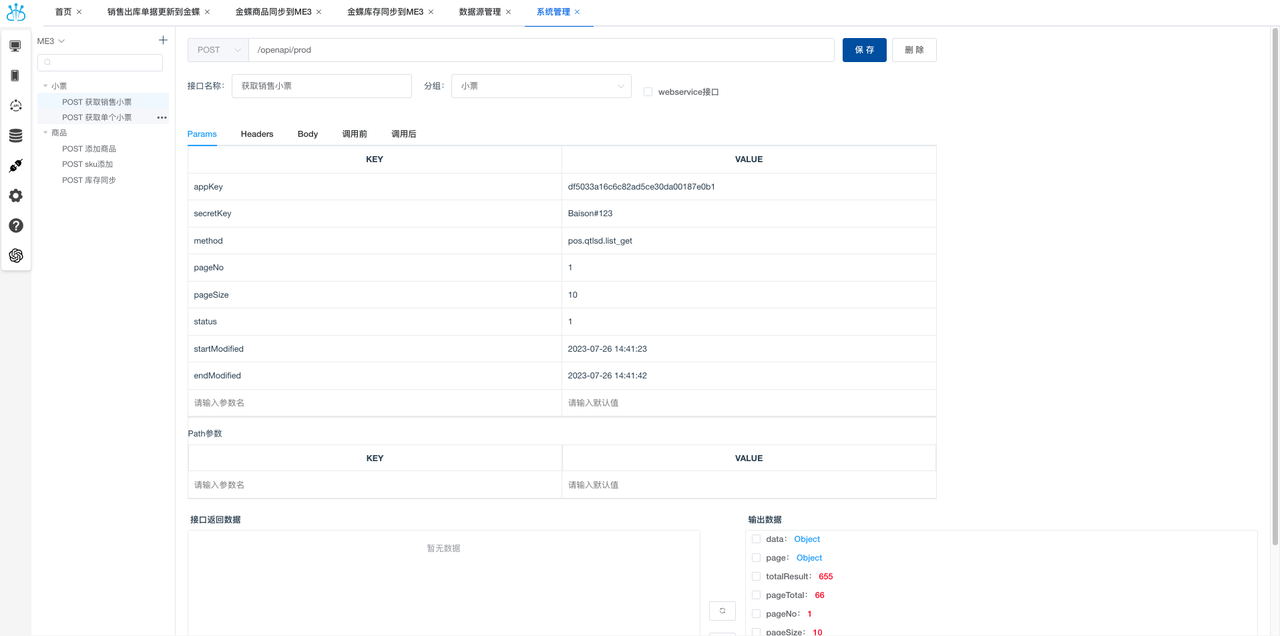 首页 × 销售出库单据更新到金蝶 × 金蝶商品同步到ME3 × 金蝶库存同步到ME3 × 数据源管理 × 系统管理 ×
ME3
小票
POST 获取销售小票
POST 获取单个小票 •••
商品
POST 添加商品
POST sku添加
POST 库存同步
POST /openapi/prod 保 存 删 除
接口名称: 获取销售小票 分组: 小票 webservice接口
Params Headers Body 调用前 调用后
KEY VALUE
appKey df5033a16c6c82ad5ce30da00187e0b1
secretKey Baison#123
method pos.qtlsd.list_get
pageNo 1
pageSize 10
status 1
startModified 2023-07-26 14:41:23
endModified 2023-07-26 14:41:42
请输入参数名 请输入默认值
Path参数
KEY VALUE
请输入参数名 请输入默认值
接口返回数据
暂无数据
输出数据
data: Object
page: Object
totalResult: 655
pageTotal: 66
pageNo: 1
pageSize: 10